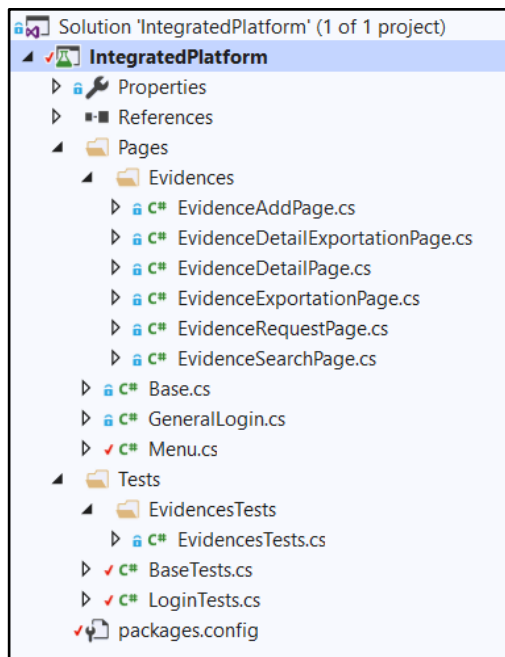 Solution 'IntegratedPlatform' (1 of 1 project)
IntegratedPlatform
Properties
References
Pages
Evidences
C# EvidenceAddPage.cs
C# EvidenceDetailExportationPage.cs
C# EvidenceDetailPage.cs
C# EvidenceExportationPage.cs
C# EvidenceRequestPage.cs
C# EvidenceSearchPage.cs
C# Base.cs
C# GeneralLogin.cs
C# Menu.cs
Tests
EvidencesTests
C# EvidencesTests.cs
C# BaseTests.cs
C# LoginTests.cs
packages.config